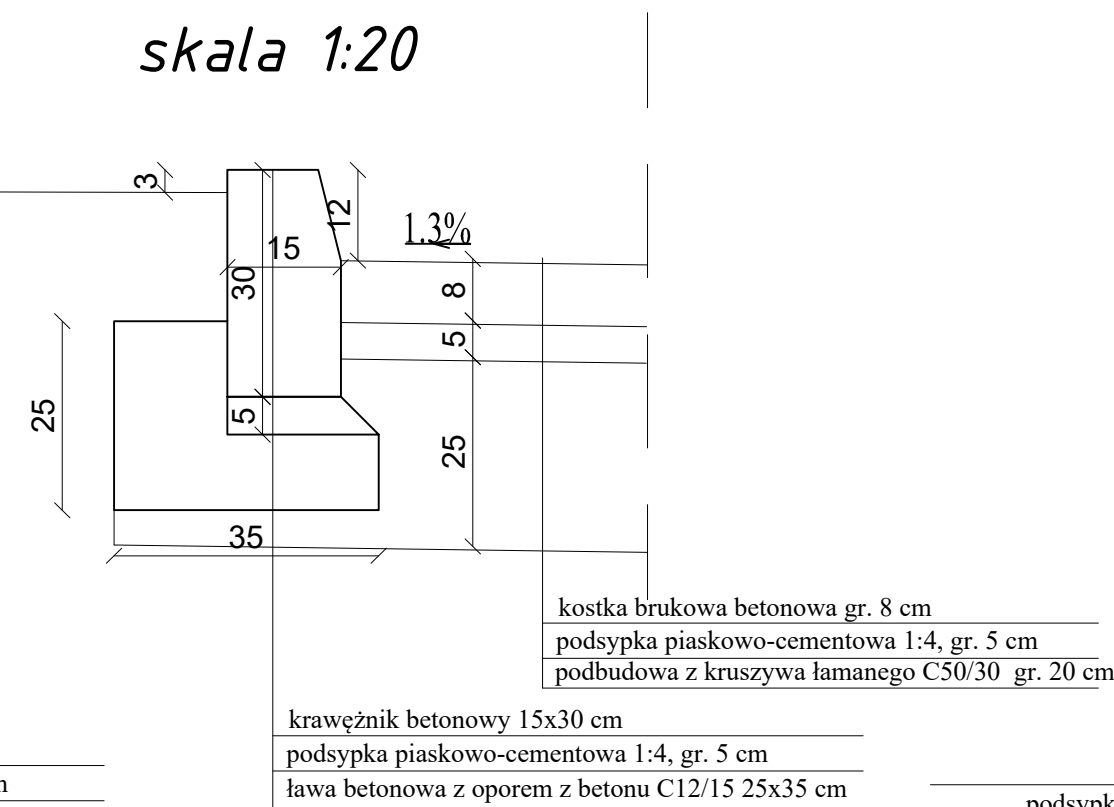 skala 1:20
3
12
1.3%
15
30
8
5
25
5
25
35
kostka brukowa betonowa gr. 8 cm
podsypka piaskowo-cementowa 1:4, gr. 5 cm
podbudowa z kruszywa łamanego C50/30 gr. 20 cm
krawężnik betonowy 15x30 cm
podsypka piaskowo-cementowa 1:4, gr. 5 cm
ława betonowa z oporem z betonu C12/15 25x35 cm